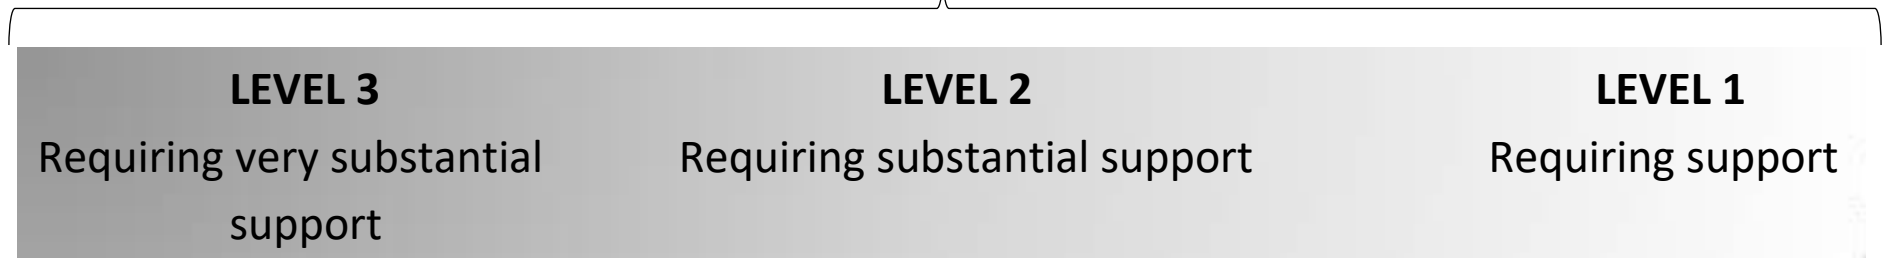 LEVEL 3
Requiring very substantial
support
LEVEL 2
Requiring substantial support
LEVEL 1
Requiring support